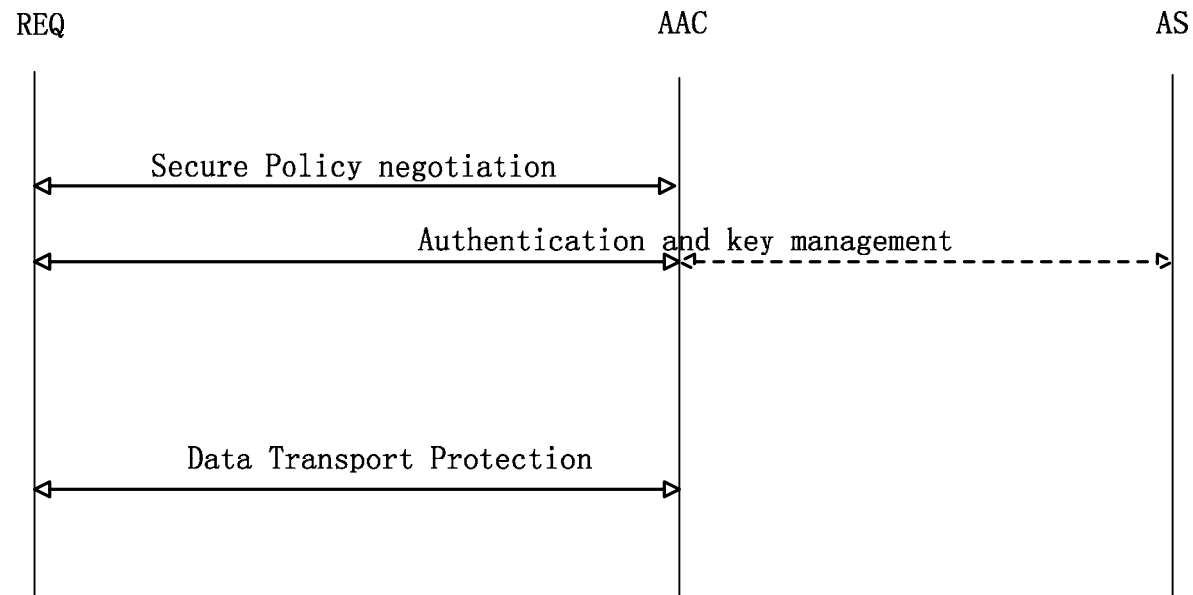 REQ AAC AS
Secure Policy negotiation
Authentication and key management
Data Transport Protection